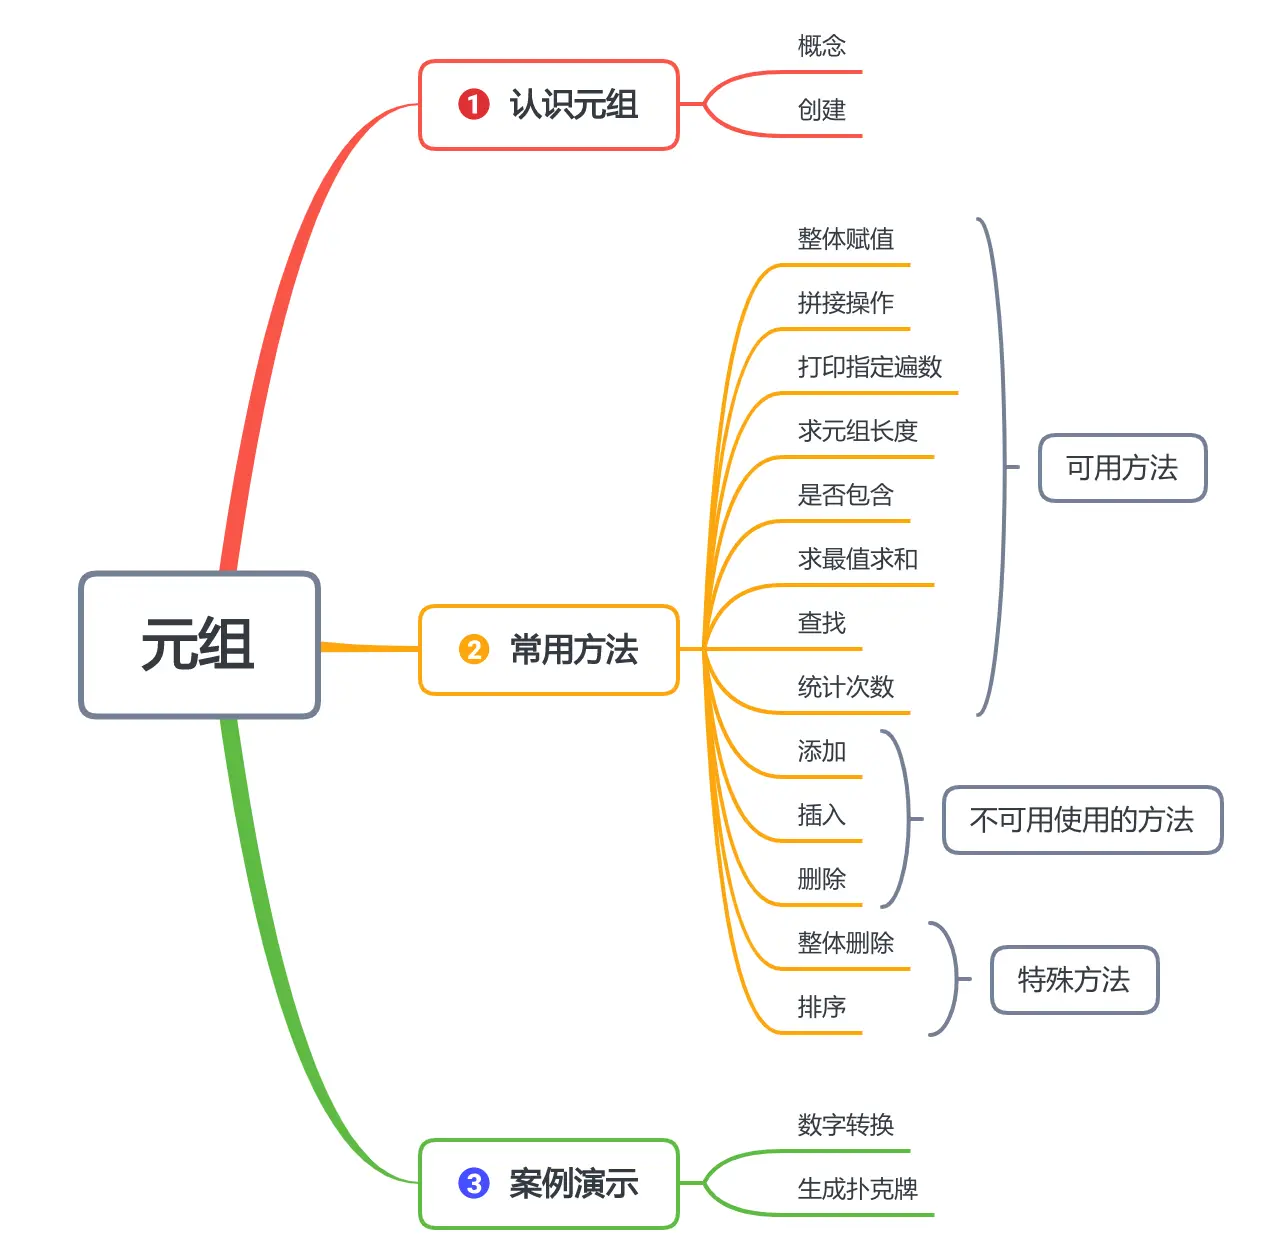 元组
1 认识元组
概念
创建
2 常用方法
整体赋值
拼接操作
打印指定遍数
求元组长度
是否包含
求最值求和
查找
统计次数
可用方法
添加
插入
删除
不可用使用的方法
整体删除
排序
特殊方法
3 案例演示
数字转换
生成扑克牌